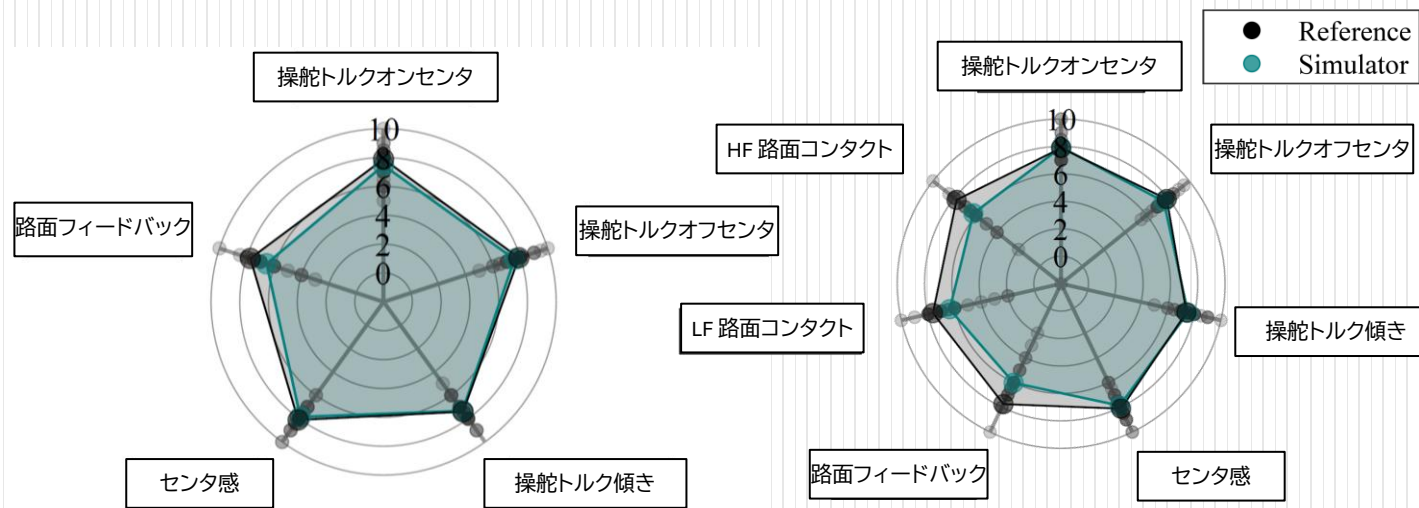 操舵トルクオンセンタ
10
8
6
4
2
0
路面フィードバック
操舵トルクオフセンタ
センタ感
操舵トルク傾き
Reference
Simulator
操舵トルクオンセンタ
10
8
6
4
2
0
HF 路面コンタクト
操舵トルクオフセンタ
LF 路面コンタクト
操舵トルク傾き
路面フィードバック
センタ感